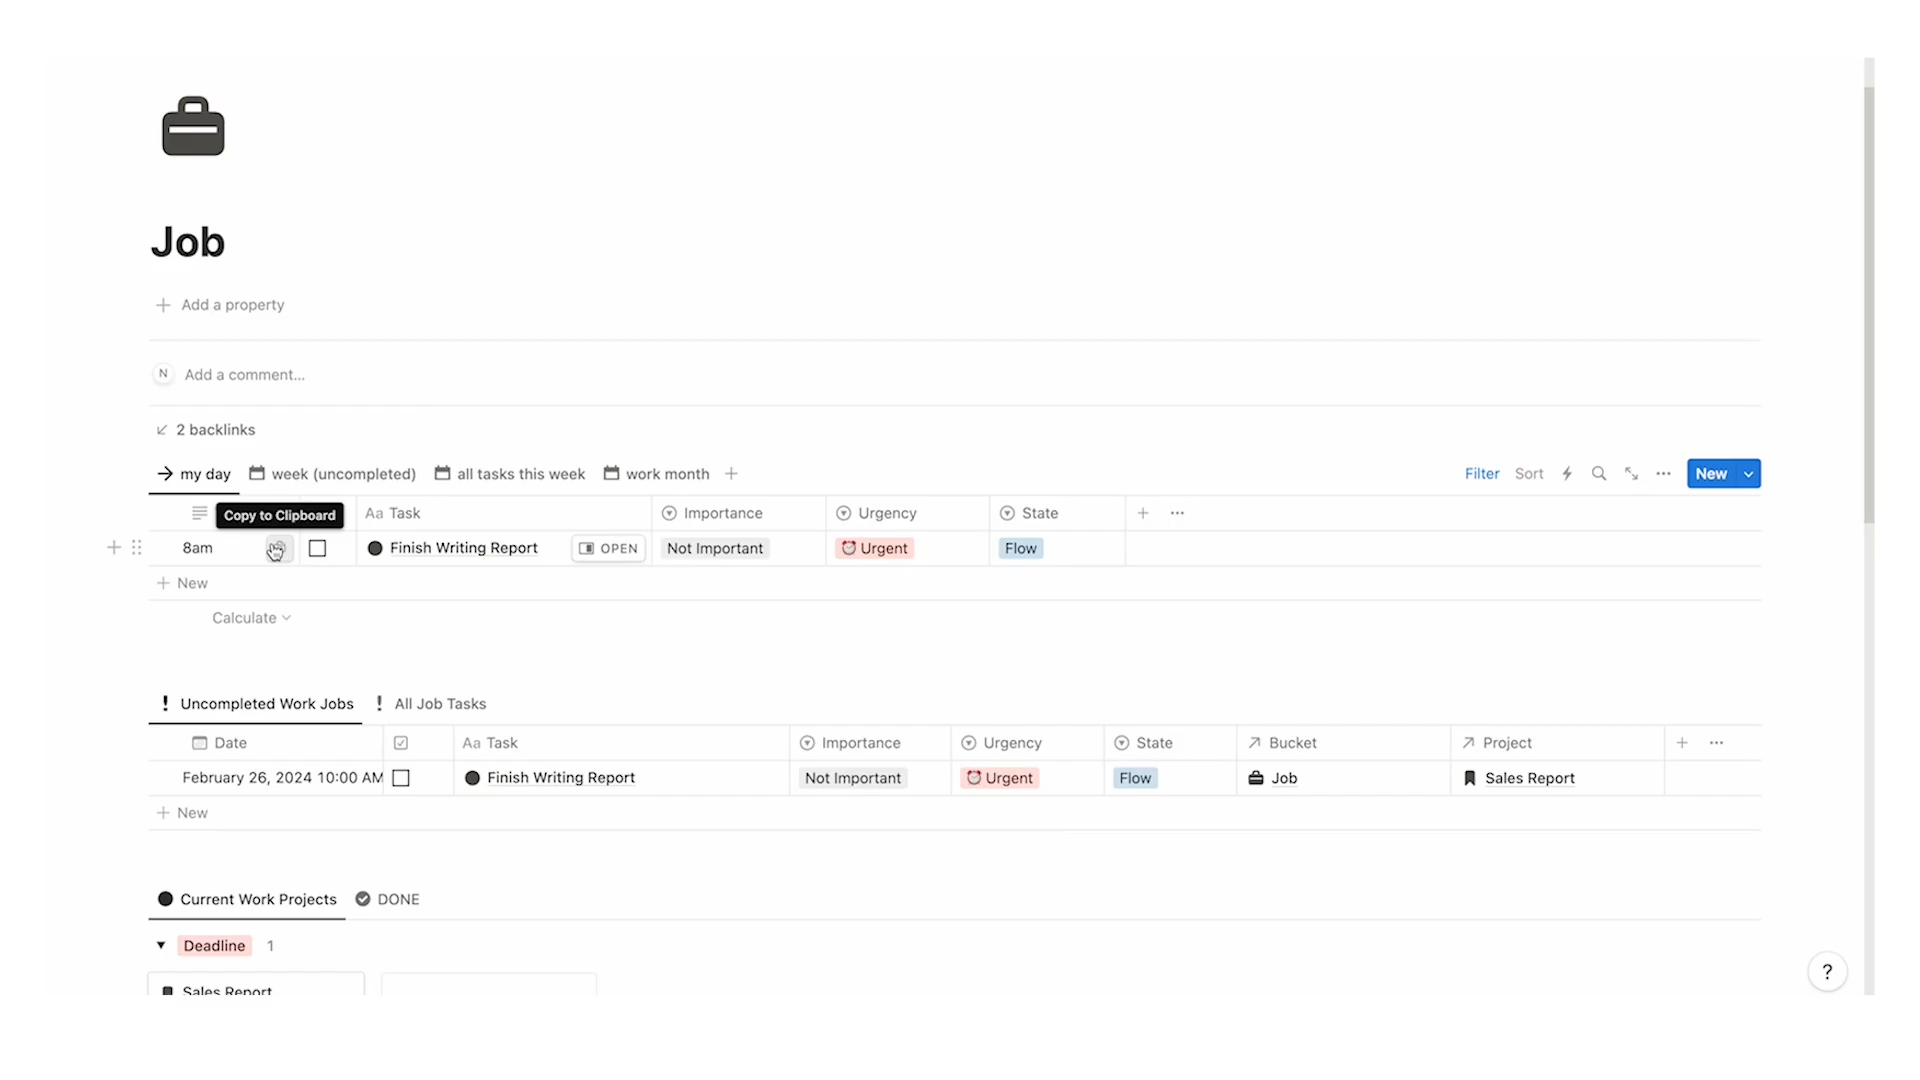 Job
Add a property
N Add a comment...
2 backlinks
my day week (uncompleted) all tasks this week work month Filter Sort New
Copy to Clipboard Aa Task Importance Urgency State
8am Finish Writing Report OPEN Not Important Urgent Flow
New
Calculate
Uncompleted Work Jobs All Job Tasks
Date Aa Task Importance Urgency State Bucket Project
February 26, 2024 10:00 AM Finish Writing Report Not Important Urgent Flow Job Sales Report
New
Current Work Projects DONE
Deadline 1
Sales Report
?